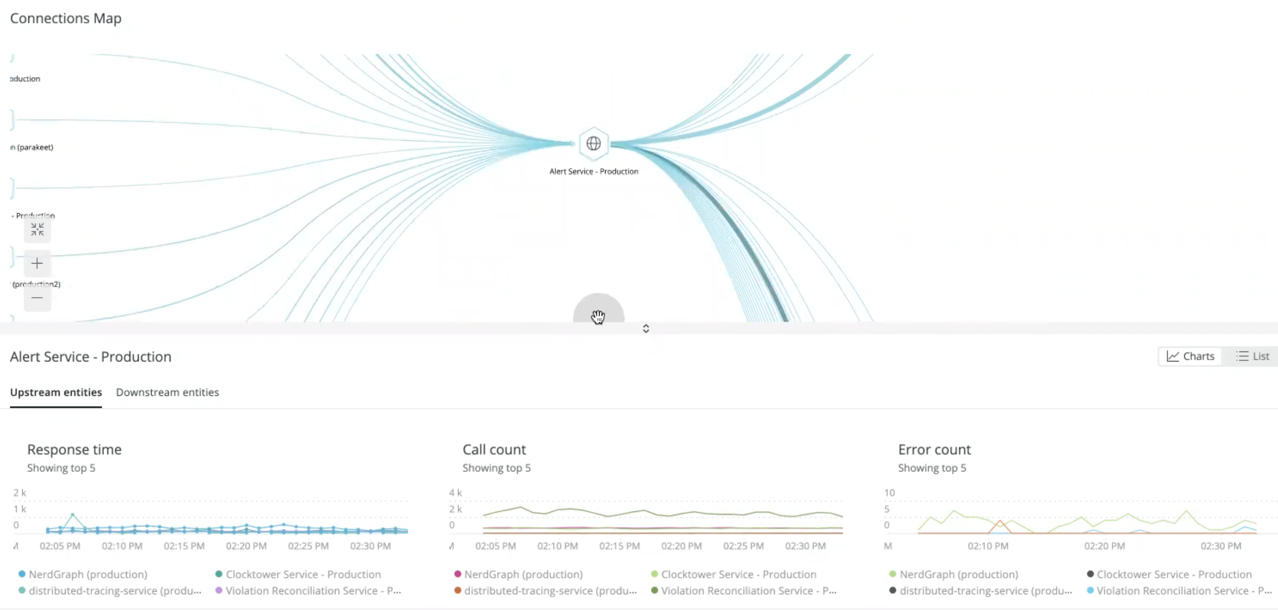 Connections Map
oduction
n (parakeet)
- Production
(production2)
Alert Service - Production
Alert Service - Production
Charts List
Upstream entities Downstream entities
Response time
Showing top 5
2 k
1 k
0
02:05 PM 02:10 PM 02:15 PM 02:20 PM 02:25 PM 02:30 PM
NerdGraph (production) Clocktower Service - Production
distributed-tracing-service (produ... Violation Reconciliation Service - P...
Call count
Showing top 5
4 k
2 k
0
02:05 PM 02:10 PM 02:15 PM 02:20 PM 02:25 PM 02:30 PM
NerdGraph (production) Clocktower Service - Production
distributed-tracing-service (produ... Violation Reconciliation Service - P...
Error count
Showing top 5
10
5
0
M 02:10 PM 02:20 PM 02:30 PM
NerdGraph (production) Clocktower Service - Production
distributed-tracing-service (produ... Violation Reconciliation Service - P...